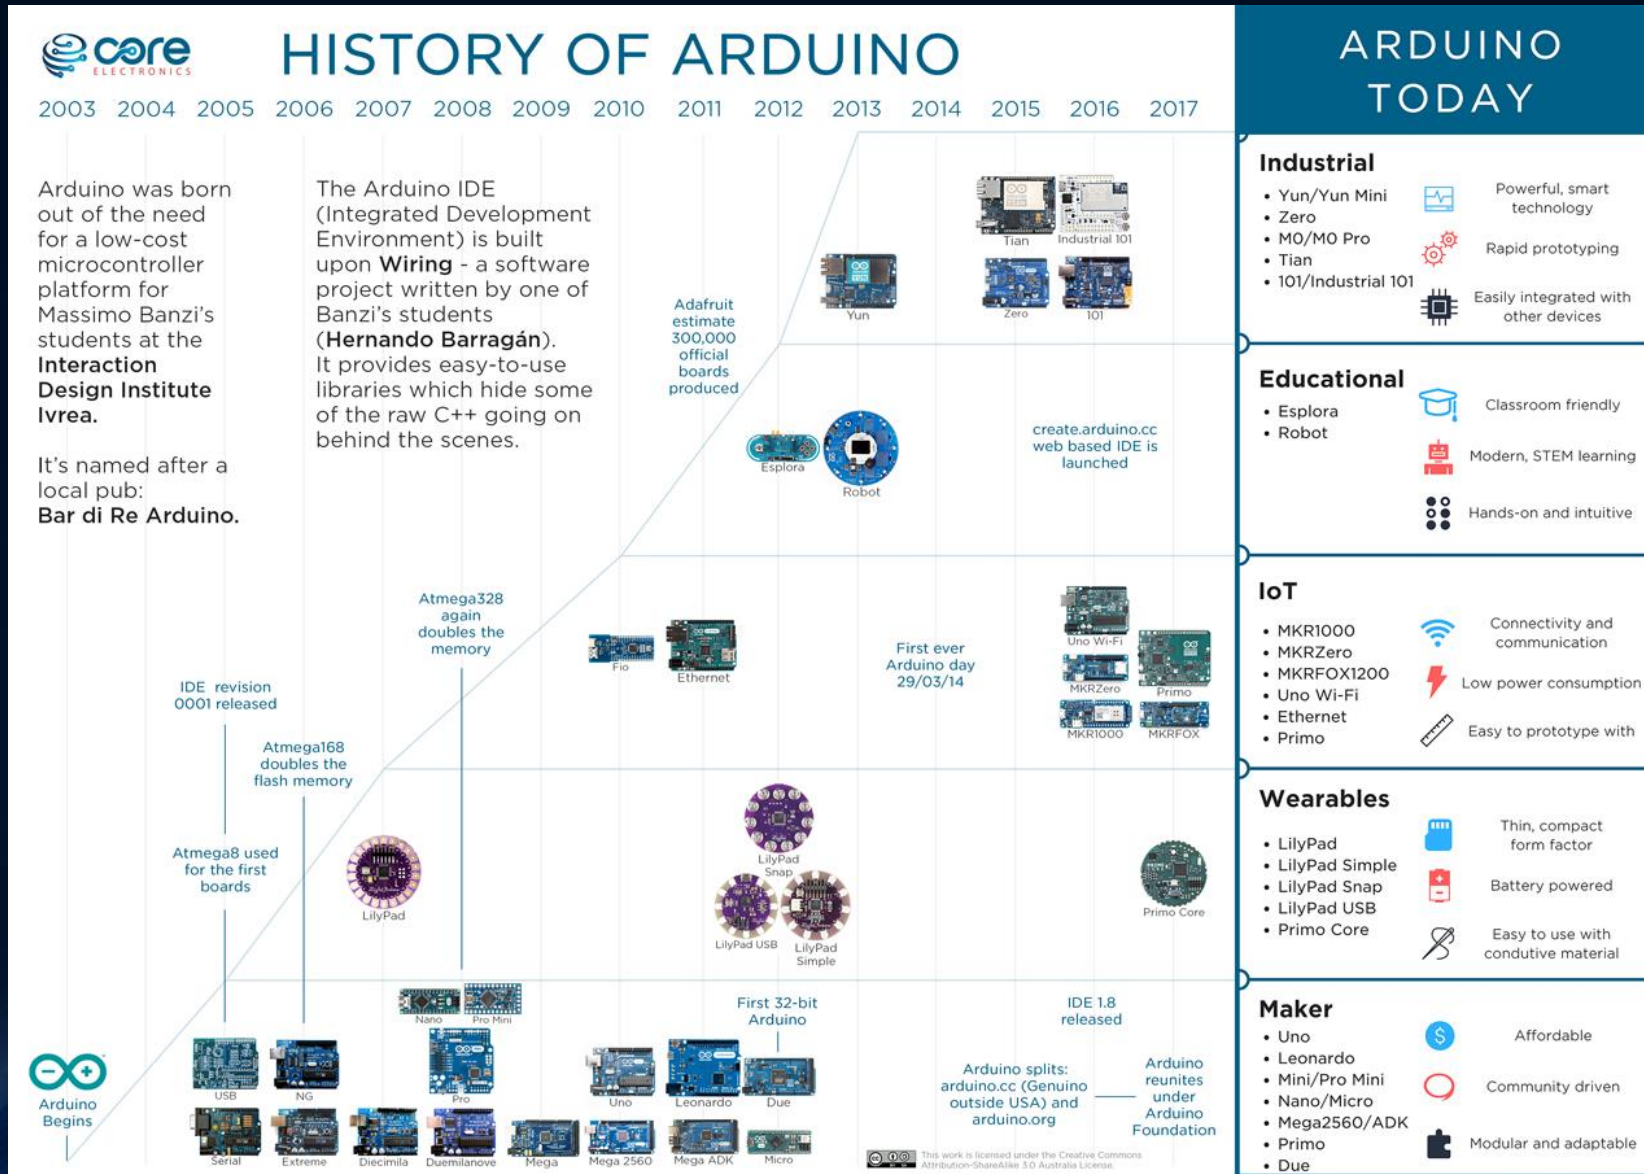 core
ELECTRONICS
HISTORY OF ARDUINO
2003 2004 2005 2006 2007 2008 2009 2010 2011 2012 2013 2014 2015 2016 2017
Arduino was born
out of the need
for a low-cost
microcontroller
platform for
Massimo Banzi's
students at the
Interaction
Design Institute
Ivrea.
It's named after a
local pub:
Bar di Re Arduino.
The Arduino IDE
(Integrated Development
Environment) is built
upon Wiring - a software
project written by one of
Banzi's students
(Hernando Barragán).
It provides easy-to-use
libraries which hide some
of the raw C++ going on
behind the scenes.
Tian
Industrial 101
Yun
Zero
101
Adafruit
estimate
300,000
official
boards
produced
Esplora
Robot
create.arduino.cc
web based IDE is
launched
Atmega328
again
doubles the
memory
Fio
Ethernet
First ever
Arduino day
29/03/14
Uno Wi-Fi
MKRZero
Primo
MKR1000
MKRFOX
IDE revision
0001 released
Atmega168
doubles the
flash memory
Atmega8 used
for the first
boards
LilyPad
LilyPad
Snap
LilyPad USB
LilyPad
Simple
Primo Core
Nano
Pro Mini
First 32-bit
Arduino
IDE 1.8
released
Arduino
Begins
USB
NG
Pro
Uno
Leonardo
Due
Arduino splits:
arduino.cc (Genuino
outside USA) and
arduino.org
Arduino
reunites
under
Arduino
Foundation
Serial
Extreme
Diecimila
Duemilanove
Mega
Mega 2560
Mega ADK
Micro
This work is licensed under the Creative Commons
Attribution-ShareAlike 3.0 Australia License.
ARDUINO
TODAY
Industrial
• Yun/Yun Mini
• Zero
• M0/M0 Pro
• Tian
• 101/Industrial 101
Powerful, smart
technology
Rapid prototyping
Easily integrated with
other devices
Educational
• Esplora
• Robot
Classroom friendly
Modern, STEM learning
Hands-on and intuitive
IoT
• MKR1000
• MKRZero
• MKRFOX1200
• Uno Wi-Fi
• Ethernet
• Primo
Connectivity and
communication
Low power consumption
Easy to prototype with
Wearables
• LilyPad
• LilyPad Simple
• LilyPad Snap
• LilyPad USB
• Primo Core
Thin, compact
form factor
Battery powered
Easy to use with
condutive material
Maker
• Uno
• Leonardo
• Mini/Pro Mini
• Nano/Micro
• Mega2560/ADK
• Primo
• Due
Affordable
Community driven
Modular and adaptable